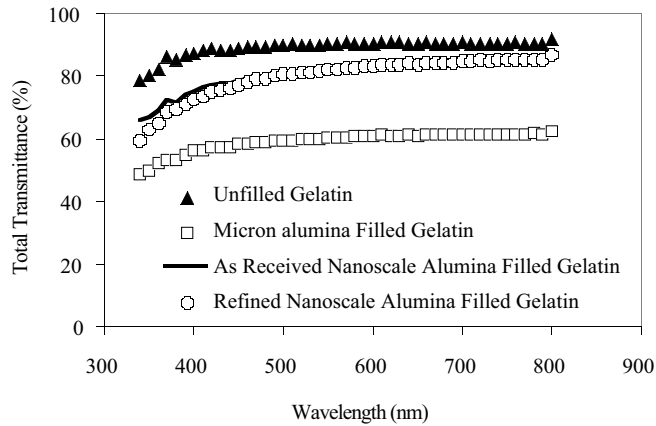 100
80
60
40
20
0
Total Transmittance (%)
Unfilled Gelatin
Micron alumina Filled Gelatin
As Received Nanoscale Alumina Filled Gelatin
Refined Nanoscale Alumina Filled Gelatin
300 400 500 600 700 800 900
Wavelength (nm)